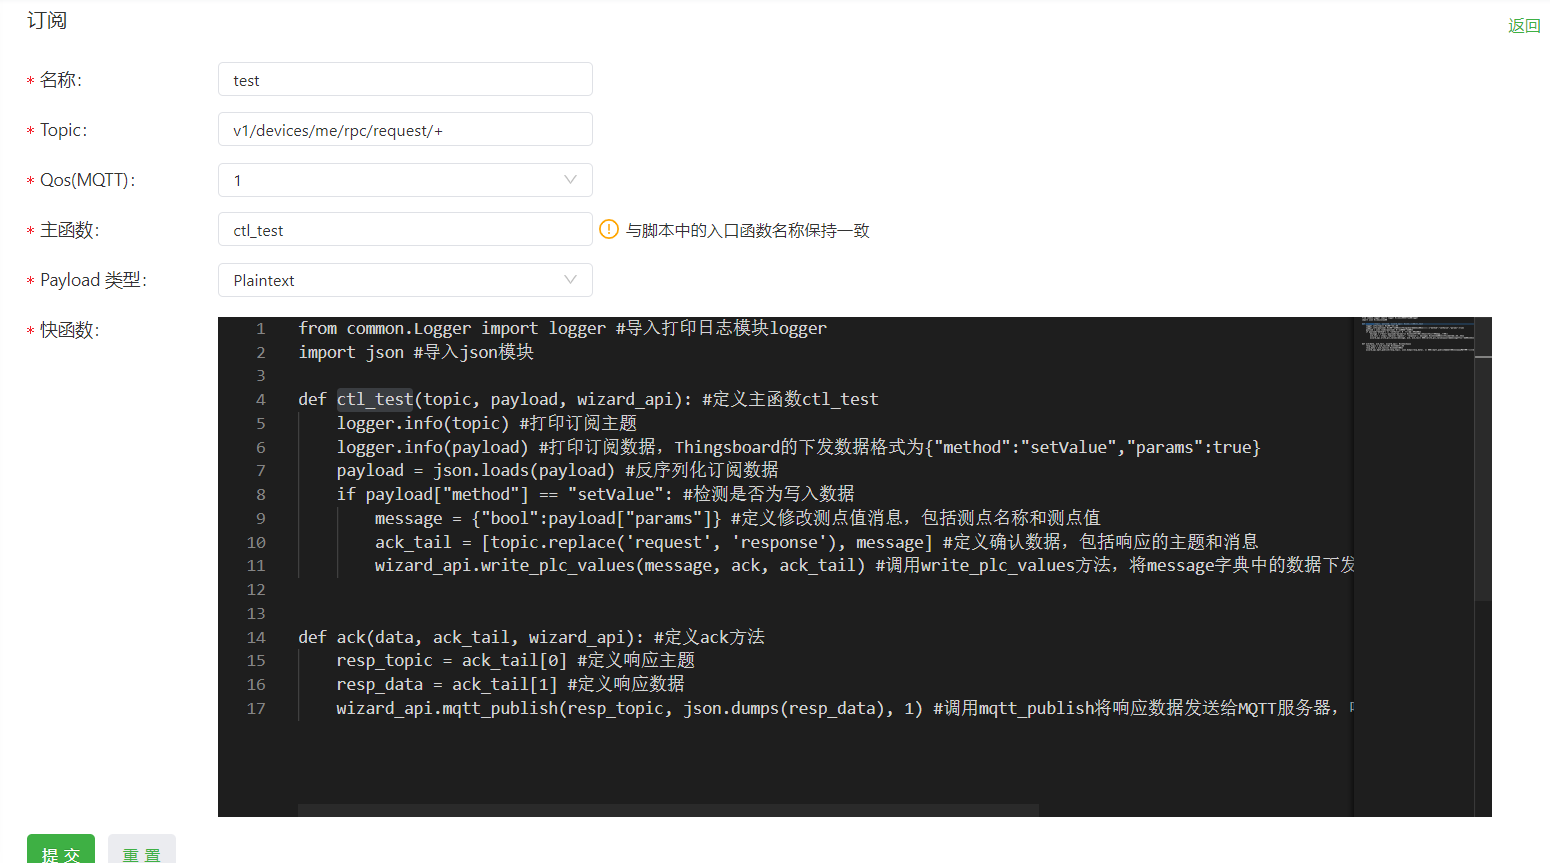 订阅
返回
* 名称:
test
* Topic:
v1/devices/me/rpc/request/+
* Qos(MQTT):
1
* 主函数:
ctl_test
与脚本中的入口函数名称保持一致
* Payload 类型:
Plaintext
* 快函数:
1 from common.Logger import logger #导入打印日志模块logger
2 import json #导入json模块
3
4 def ctl_test(topic, payload, wizard_api): #定义主函数ctl_test
5 logger.info(topic) #打印订阅主题
6 logger.info(payload) #打印订阅数据，Thingsboard的下发数据格式为{"method":"setValue","params":true}
7 payload = json.loads(payload) #反序列化订阅数据
8 if payload["method"] == "setValue": #检测是否为写入数据
9 message = {"bool":payload["params"]} #定义修改测点值消息，包括测点名称和测点值
10 ack_tail = [topic.replace('request', 'response'), message] #定义确认数据，包括响应的主题和消息
11 wizard_api.write_plc_values(message, ack, ack_tail) #调用write_plc_values方法，将message字典中的数据下发
12
13
14 def ack(data, ack_tail, wizard_api): #定义ack方法
15 resp_topic = ack_tail[0] #定义响应主题
16 resp_data = ack_tail[1] #定义响应数据
17 wizard_api.mqtt_publish(resp_topic, json.dumps(resp_data), 1) #调用mqtt_publish将响应数据发送给MQTT服务器，
提 交
重 置